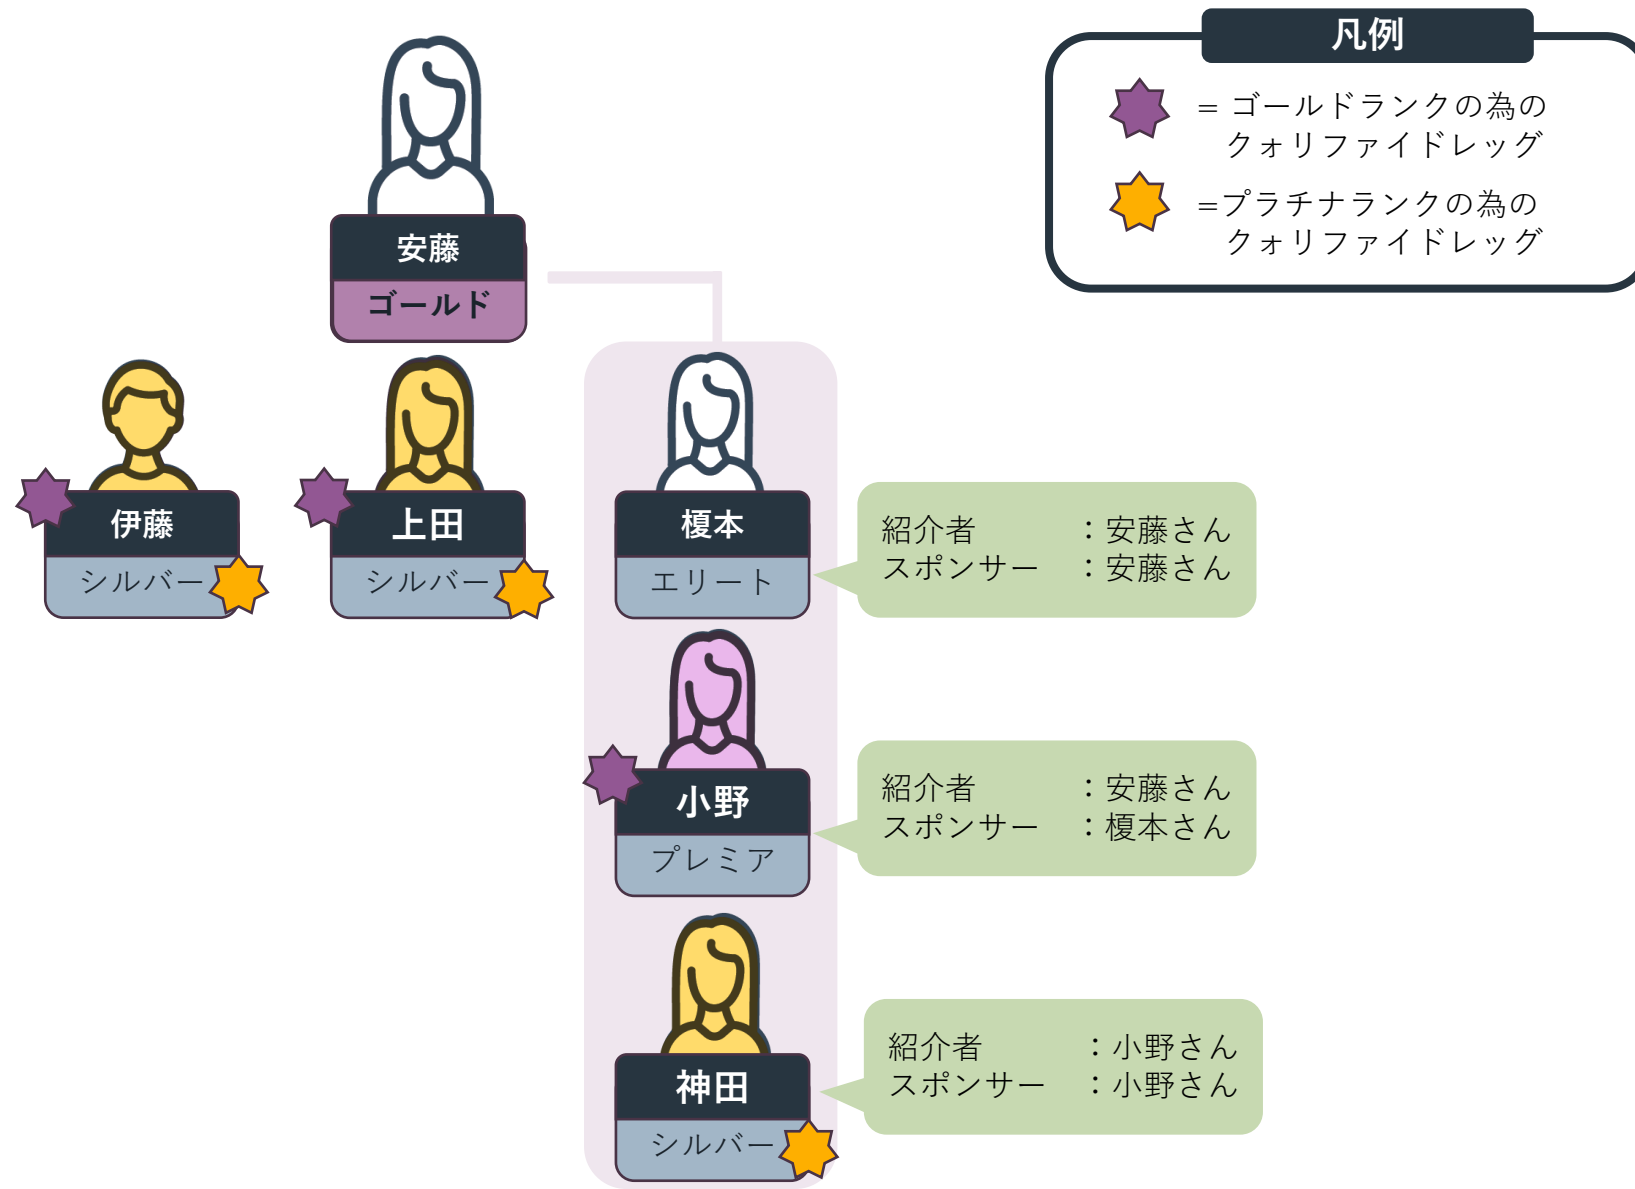 凡例
= ゴールドランクの為の
クォリファイドレッグ
=プラチナランクの為の
クォリファイドレッグ
安藤
ゴールド
伊藤
シルバー
上田
シルバー
榎本
エリート
紹介者 ：安藤さん
スポンサー ：安藤さん
小野
プレミア
紹介者 ：安藤さん
スポンサー ：榎本さん
神田
シルバー
紹介者 ：小野さん
スポンサー ：小野さん